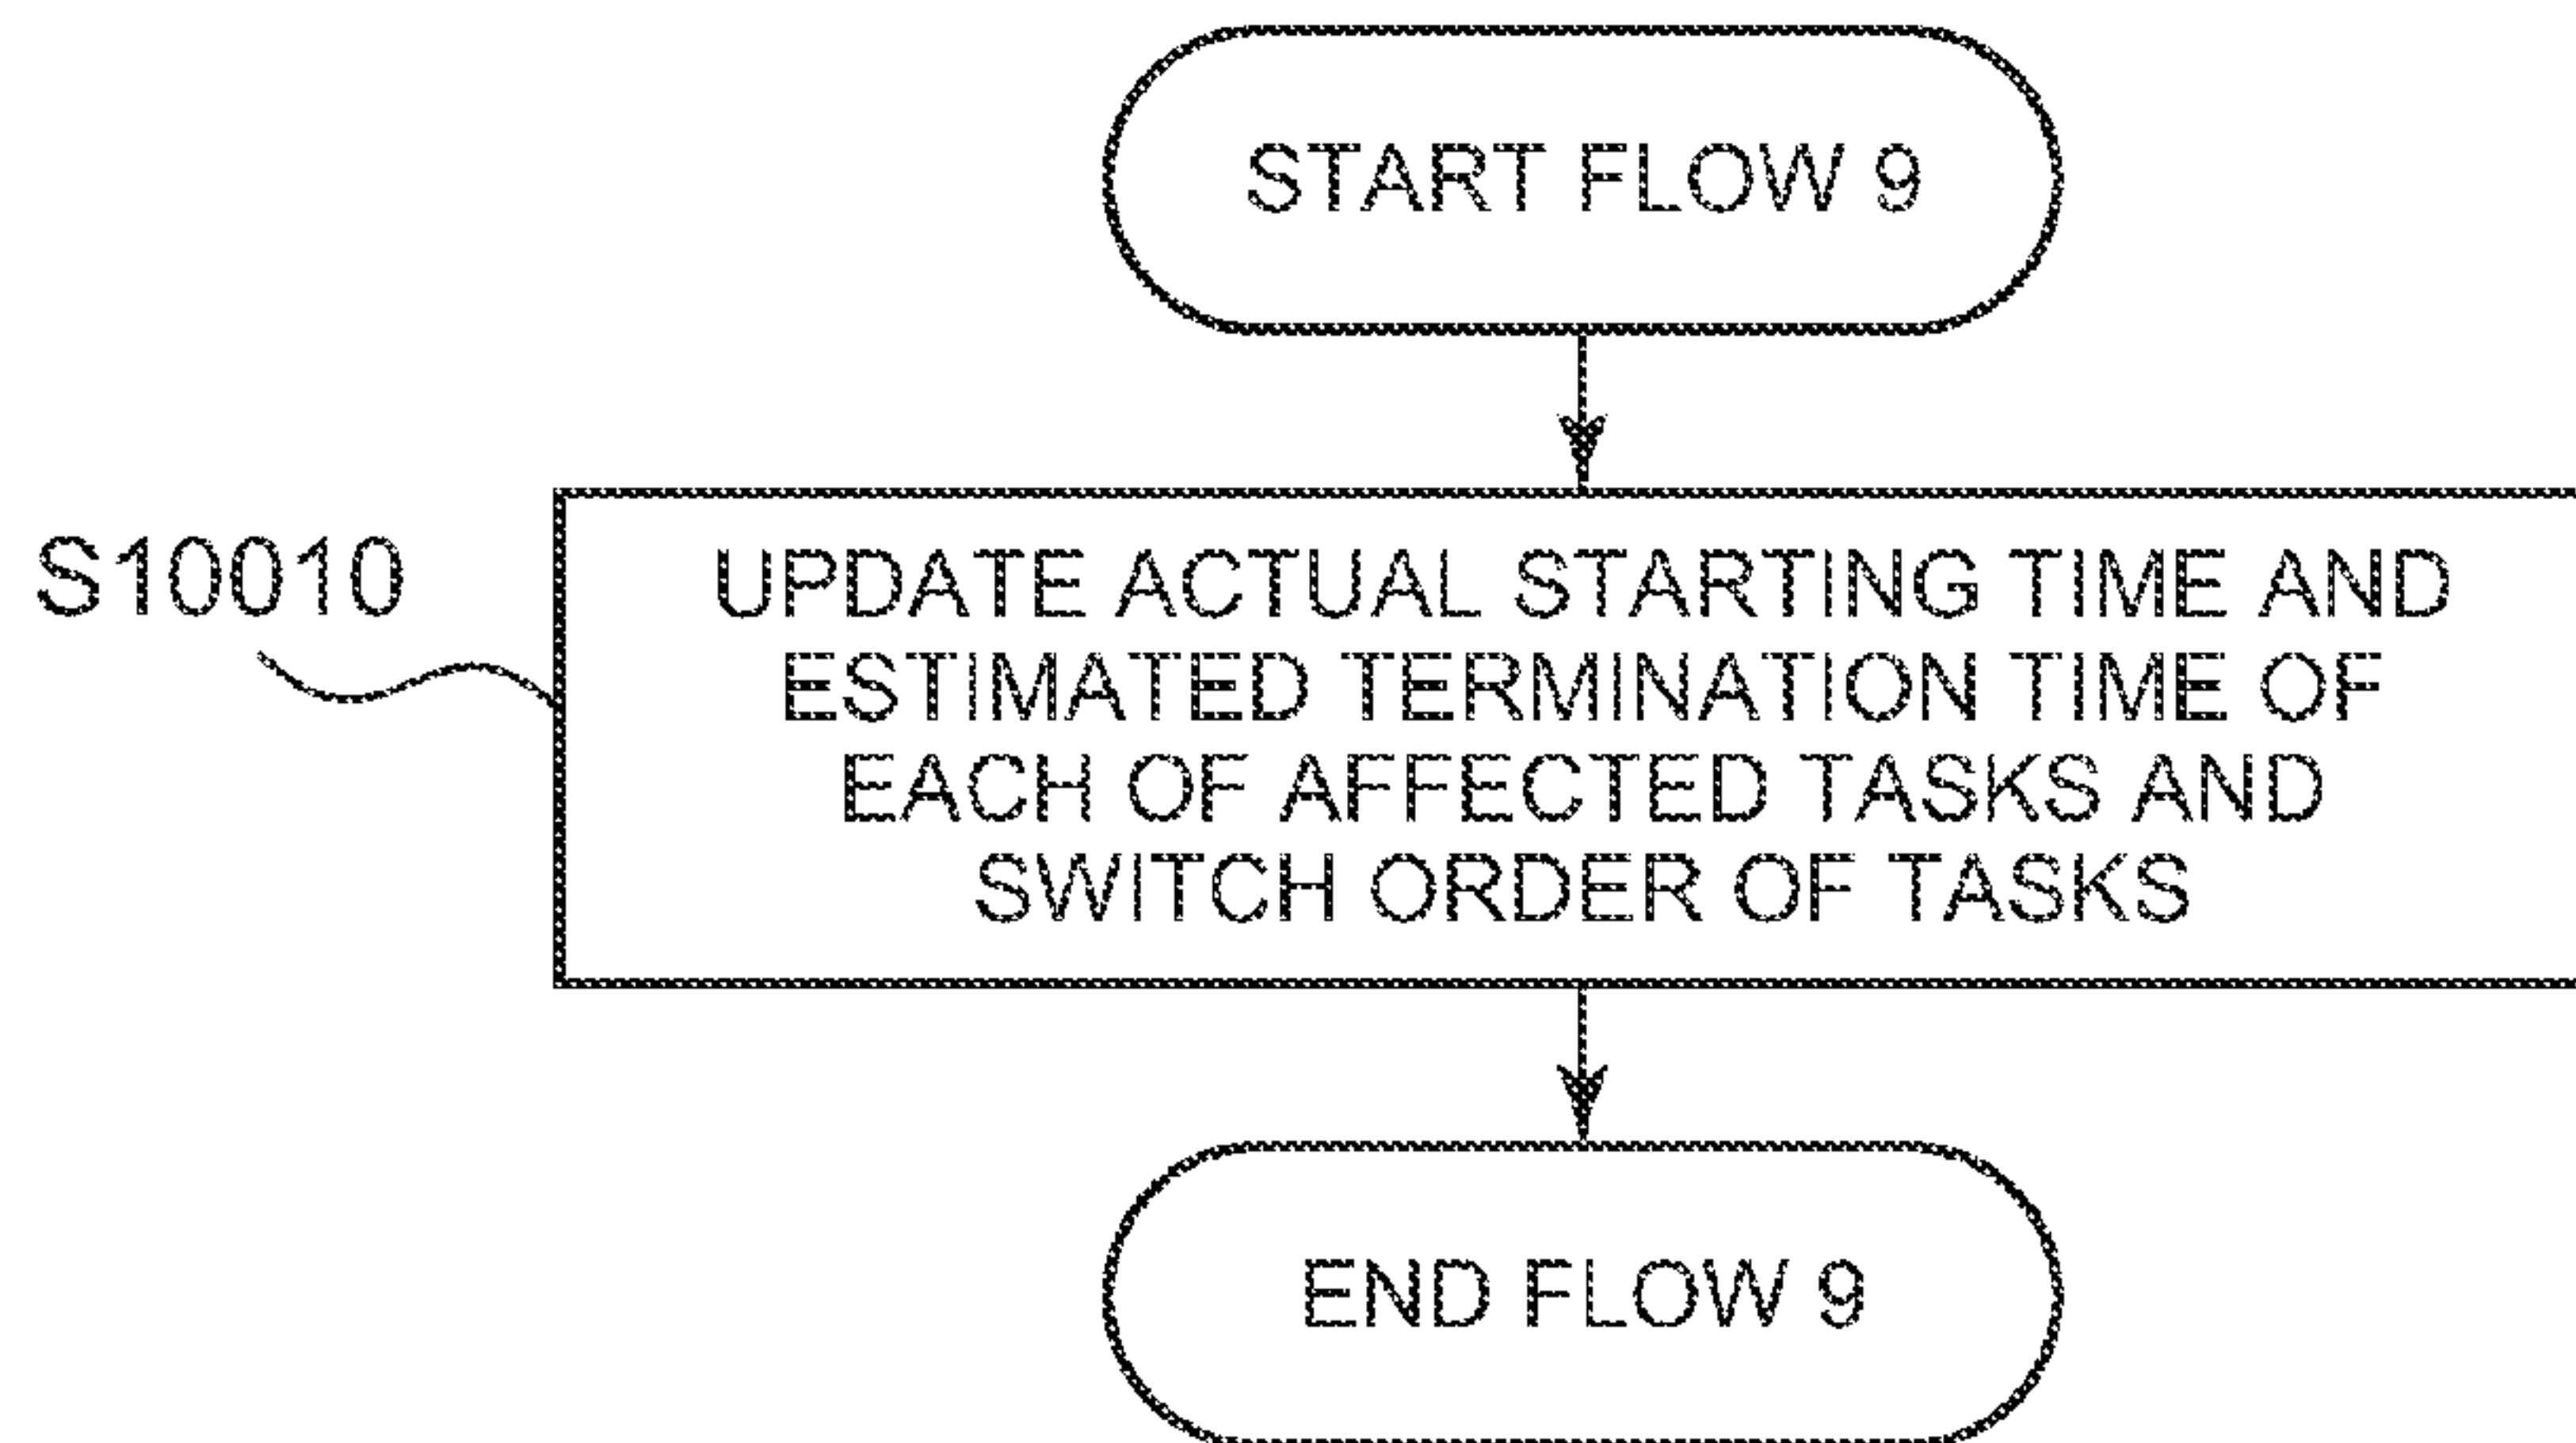 START FLOW 9
S10010
UPDATE ACTUAL STARTING TIME AND
ESTIMATED TERMINATION TIME OF
EACH OF AFFECTED TASKS AND
SWITCH ORDER OF TASKS
END FLOW 9